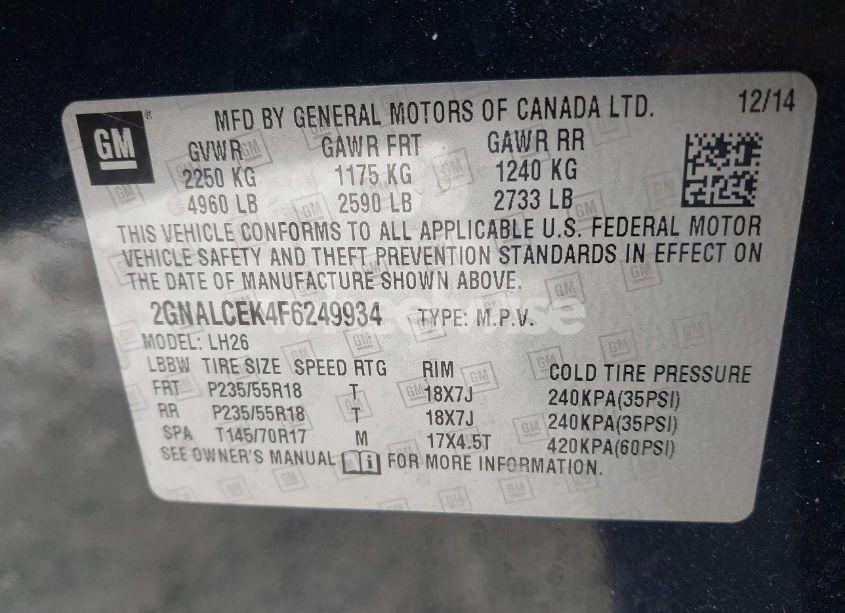 GM® MFD BY GENERAL MOTORS OF CANADA LTD. 12/14
GVWR GAWR FRT GAWR RR
2250 KG 1175 KG 1240 KG
4960 LB 2590 LB 2733 LB
THIS VEHICLE CONFORMS TO ALL APPLICABLE U.S. FEDERAL MOTOR
VEHICLE SAFETY AND THEFT PREVENTION STANDARDS IN EFFECT ON
THE DATE OF MANUFACTURE SHOWN ABOVE.
2GNALCEK4F6249934 TYPE: M.P.V.
MODEL: LH26
LBBW TIRE SIZE SPEED RTG RIM COLD TIRE PRESSURE
FRT P235/55R18 T 18X7J 240KPA(35PSI)
RR P235/55R18 T 18X7J 240KPA(35PSI)
SPA T145/70R17 M 17X4.5T 420KPA(60PSI)
SEE OWNER'S MANUAL i FOR MORE INFORMATION.